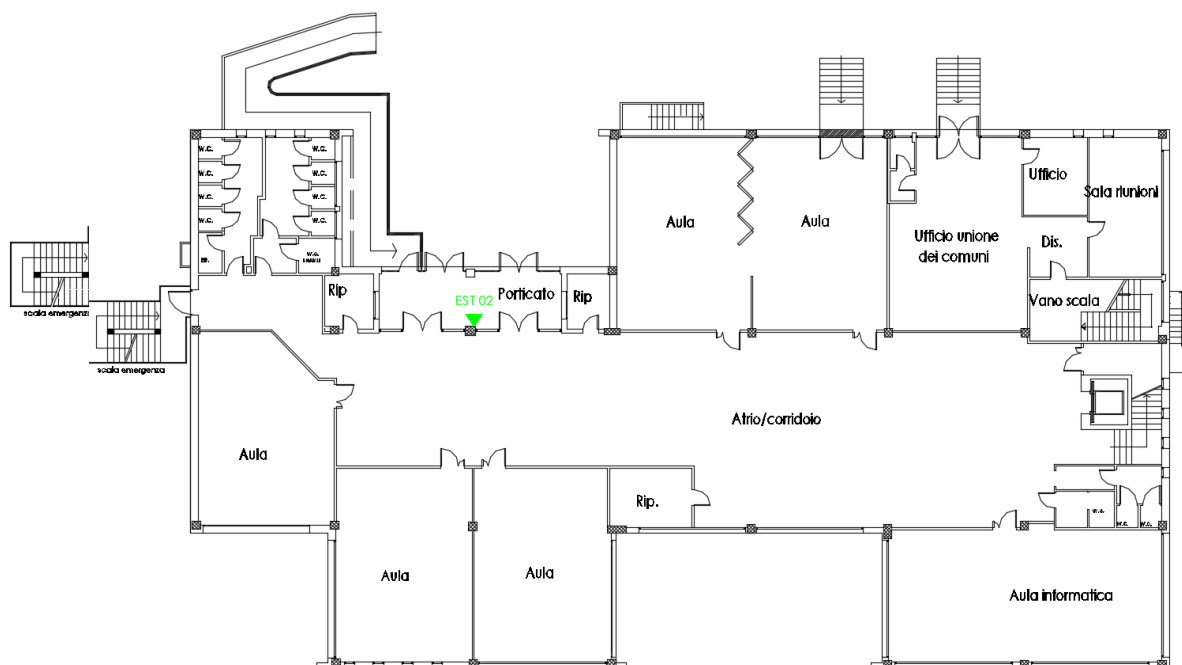 w.c.
w.c.
w.c.
w.c.
w.c.
w.c.
w.c.
w.c.
Aula
Aula
Ufficio
Sala riunioni
Ufficio unione
dei comuni
Dis.
Rip
EST 02
Porticato
Rip
Vano scala
scala emergenza
scala emergenza
Atrio/corridoio
Aula
Rip.
w.c.
w.c.
w.c.
Aula
Aula
Aula informatica